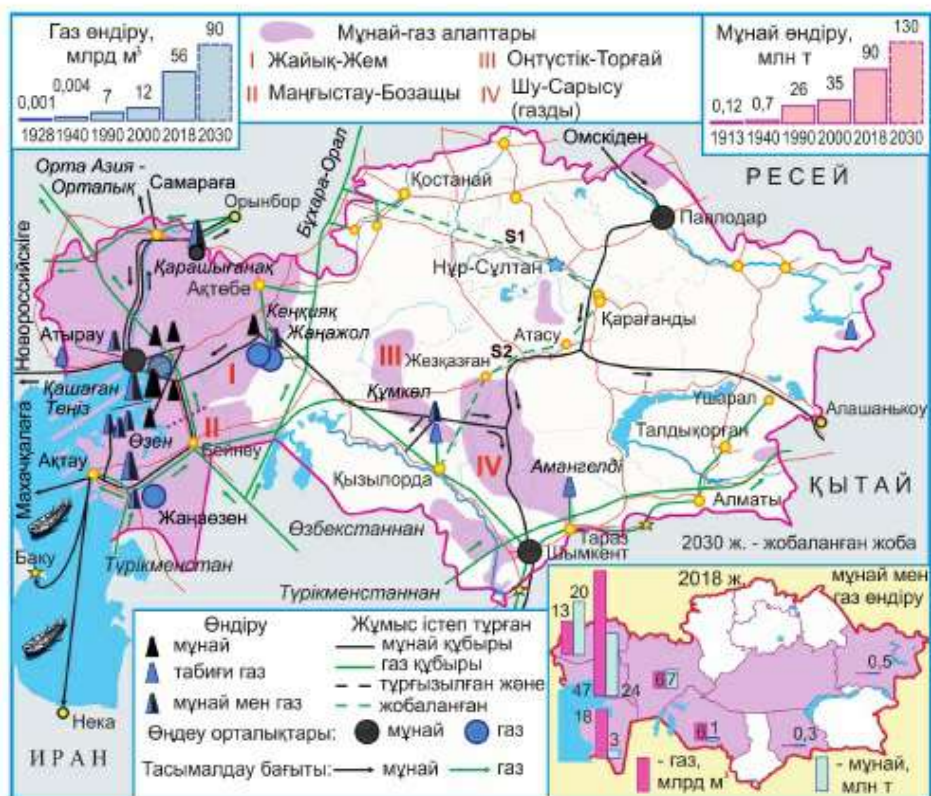 Газ өндіру,
млрд м³
0,001
0,004
7
12
56
90
1928 1940 1990 2000 2018 2030
Мұнай-газ алаптары
I Жайық-Жем
II Маңғыстау-Бозащы
III Оңтүстік-Торғай
IV Шу-Сарысу
(газды)
Мұнай өндіру,
млн т
0,12
0,7
26
35
90
130
1913 1940 1990 2000 2018 2030
Омскіден
РЕСЕЙ
Орта Азия -
Орталық
Самараға
Орынбор
Бұхара-Орал
Қостанай
Павлодар
S1
Нұр-Сұлтан
Қарашығанақ
Ақтөбе
Новороссийскіге
Кеңқияқ
Жаңажол
Қарағанды
Атырау
Атасу
S2
I
III
Жезқазған
Қашаған
Теңіз
Құмкөл
Үшарал
Алашанькоу
Өзен
II
Бейнеу
Талдықорған
Махачқалаға
Ақтау
IV
Амангелді
Қызылорда
ҚЫТАЙ
Жаңаөзен
Алматы
Өзбекстаннан
Тараз
Шымкент
2030 ж. - жобаланған жоба
Баку
Түрікменстан
Түрікменстаннан
Нека
ИРАН
Өндіру
мұнай
табиғи газ
мұнай мен газ
Жұмыс істеп тұрған
мұнай құбыры
газ құбыры
тұрғызылған және
жобаланған
Өңдеу орталықтары:
мұнай
газ
Тасымалдау бағыты:
мұнай
газ
2018 ж.
мұнай мен
газ өндіру
13
20
47
24
18
3
7
1
0,5
0,3
- газ,
млрд м³
- мұнай,
млн т